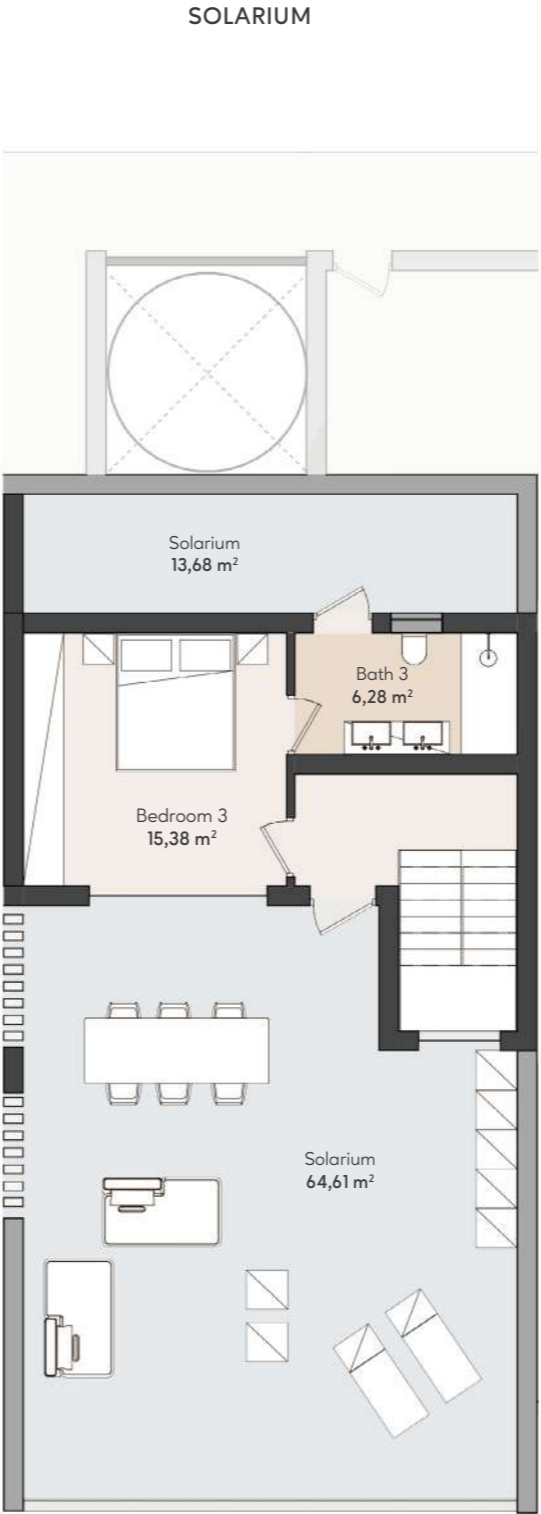 SOLARIUM
Solarium
13,68 m²
Bath 3
6,28 m²
Bedroom 3
15,38 m²
Solarium
64,61 m²